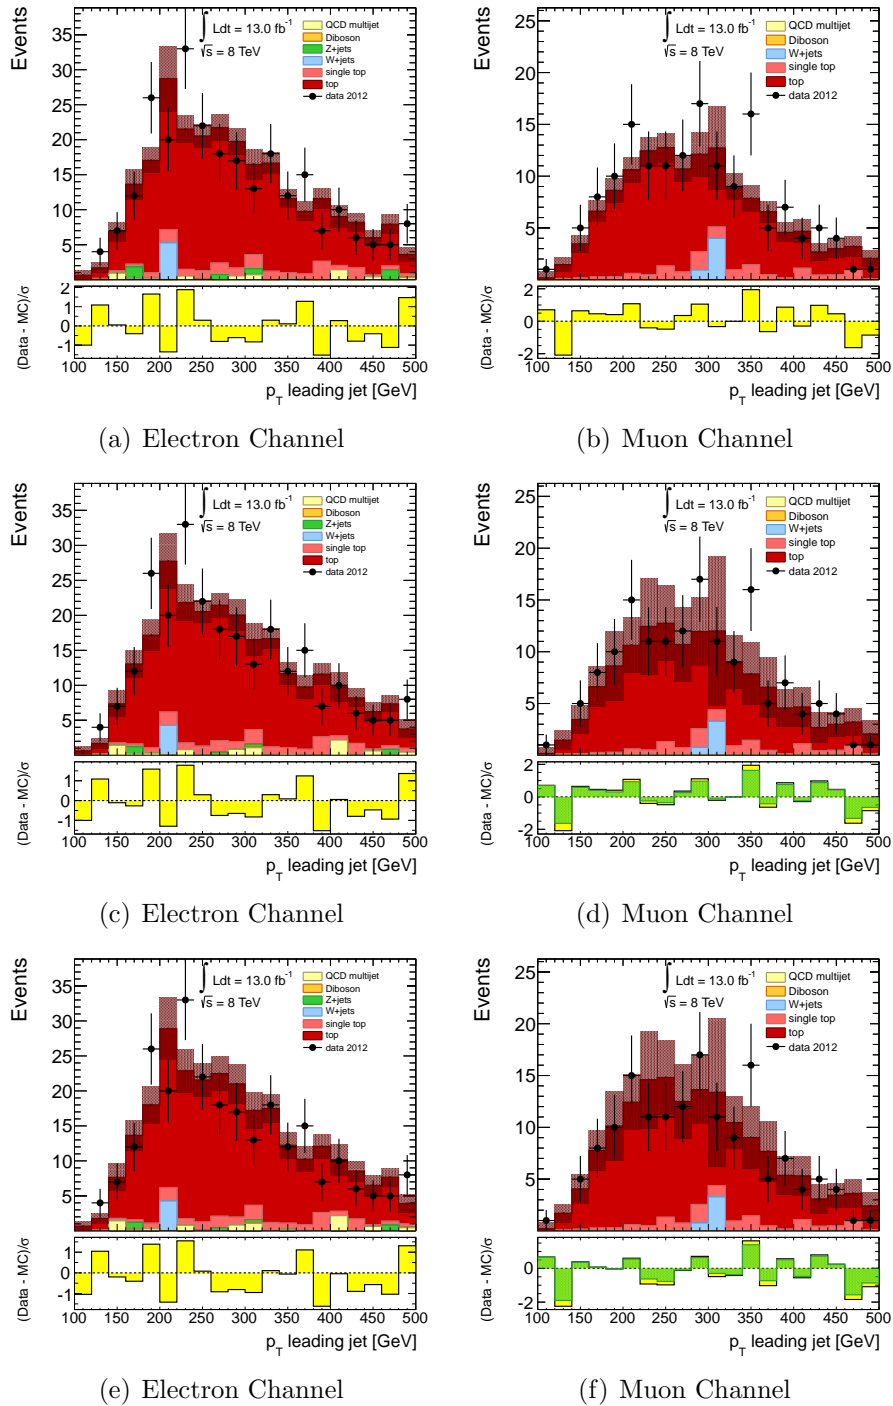 Events
35
30
25
20
15
10
5
∫ Ldt = 13.0 fb⁻¹
√s = 8 TeV
QCD multijet
Diboson
Z+jets
W+jets
single top
top
data 2012
(Data - MC)/σ
2
1
0
-1
100 150 200 250 300 350 400 450 500
p_T leading jet [GeV]
(a) Electron Channel
Events
25
20
15
10
5
∫ Ldt = 13.0 fb⁻¹
√s = 8 TeV
QCD multijet
Diboson
Z+jets
W+jets
single top
top
data 2012
(Data - MC)/σ
2
0
-2
100 150 200 250 300 350 400 450 500
p_T leading jet [GeV]
(b) Muon Channel
Events
35
30
25
20
15
10
5
∫ Ldt = 13.0 fb⁻¹
√s = 8 TeV
QCD multijet
Diboson
Z+jets
W+jets
single top
top
data 2012
(Data - MC)/σ
1
0
-1
100 150 200 250 300 350 400 450 500
p_T leading jet [GeV]
(c) Electron Channel
Events
25
20
15
10
5
∫ Ldt = 13.0 fb⁻¹
√s = 8 TeV
QCD multijet
Diboson
Z+jets
W+jets
single top
top
data 2012
(Data - MC)/σ
2
0
-2
100 150 200 250 300 350 400 450 500
p_T leading jet [GeV]
(d) Muon Channel
Events
35
30
25
20
15
10
5
∫ Ldt = 13.0 fb⁻¹
√s = 8 TeV
QCD multijet
Diboson
Z+jets
W+jets
single top
top
data 2012
(Data - MC)/σ
1
0
-1
100 150 200 250 300 350 400 450 500
p_T leading jet [GeV]
(e) Electron Channel
Events
25
20
15
10
5
∫ Ldt = 13.0 fb⁻¹
√s = 8 TeV
QCD multijet
Diboson
Z+jets
W+jets
single top
top
data 2012
(Data - MC)/σ
0
-2
100 150 200 250 300 350 400 450 500
p_T leading jet [GeV]
(f) Muon Channel